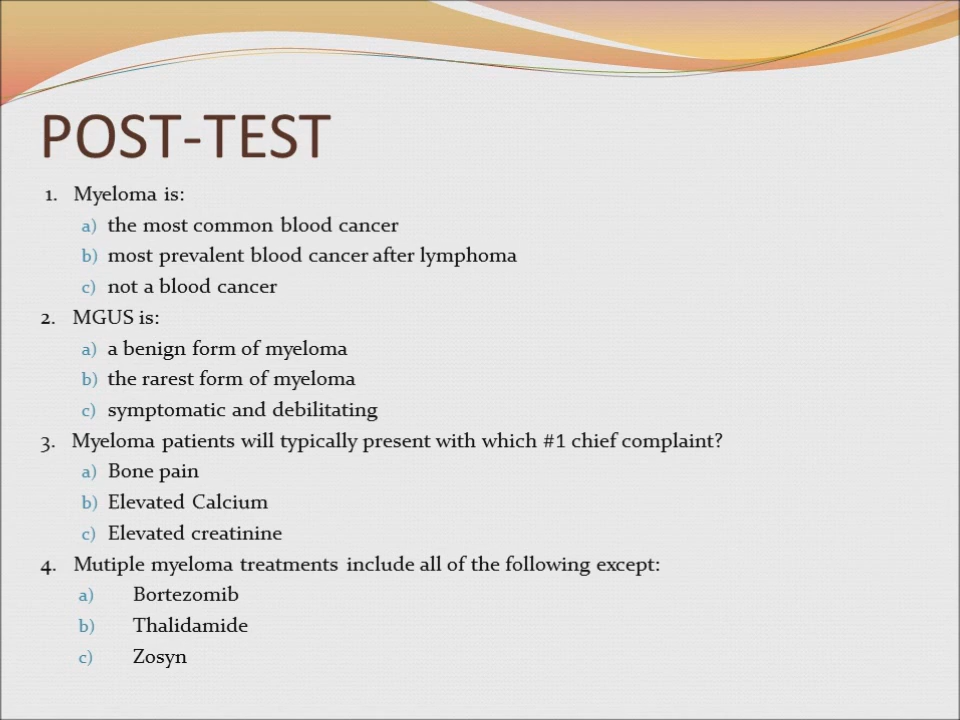 POST-TEST
1. Myeloma is:
a) the most common blood cancer
b) most prevalent blood cancer after lymphoma
c) not a blood cancer
2. MGUS is:
a) a benign form of myeloma
b) the rarest form of myeloma
c) symptomatic and debilitating
3. Myeloma patients will typically present with which #1 chief complaint?
a) Bone pain
b) Elevated Calcium
c) Elevated creatinine
4. Mutiple myeloma treatments include all of the following except:
a) Bortezomib
b) Thalidamide
c) Zosyn